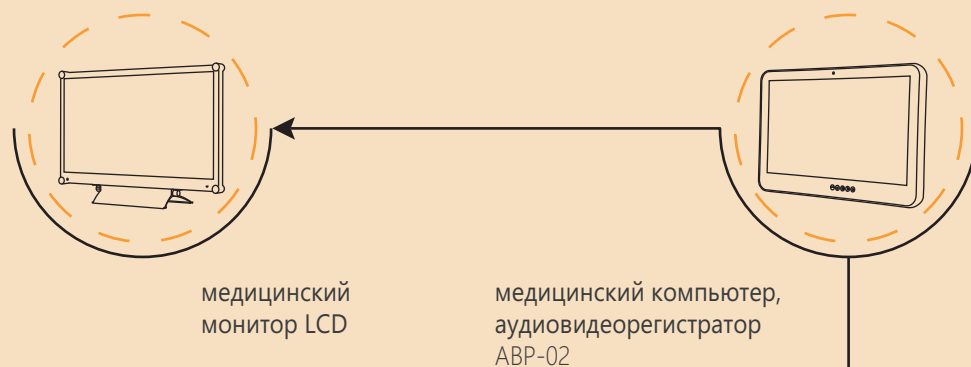 медицинский
монитор LCD
медицинский компьютер,
аудиовидеорегистратор
АВР-02